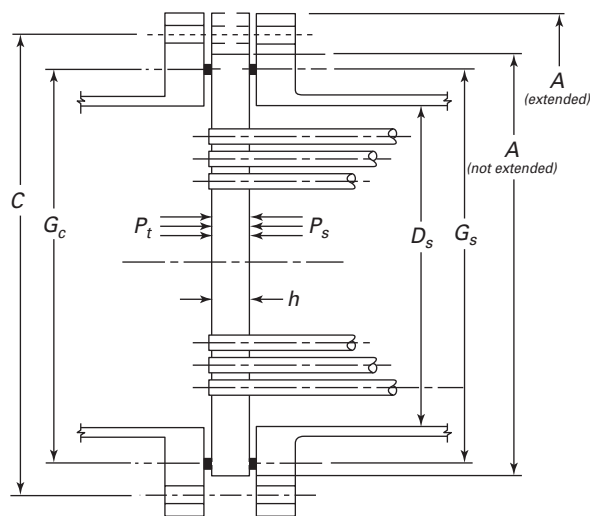 A
(extended)
A
(not extended)
C
G_c
P_t
P_s
D_s
G_s
h